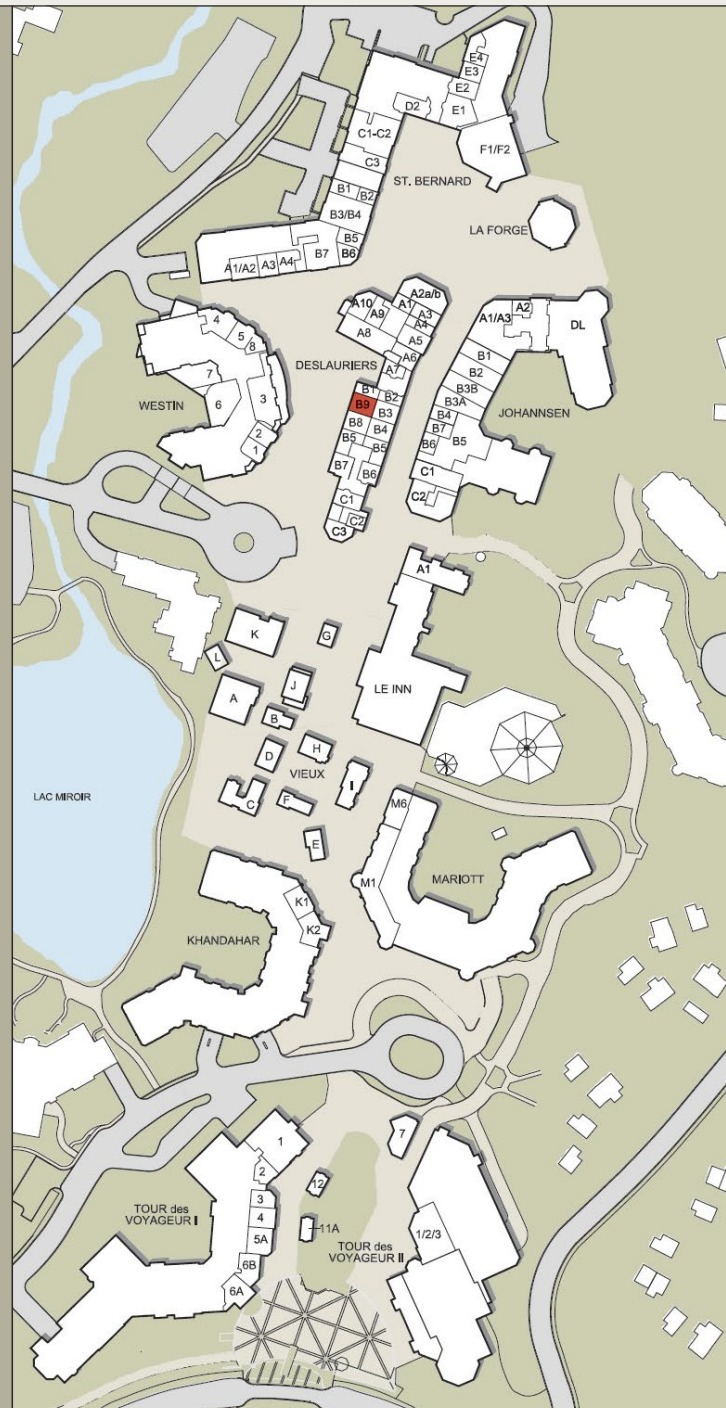 E4
E3
E2
D2
E1
C1-C2
F1/F2
C3
ST. BERNARD
B1
B2
B3/B4
LA FORGE
B5
B7
B6
A1/A2
A3
A4
A2a/b
A10
A1
A9
A3
A4
A8
A5
A6
A7
DESLAURIERS
A1/A3
A2
DL
4
5
8
7
3
6
WESTIN
2
1
B1
B2
B9
B3
B8
B4
B5
B5
B7
B6
C1
C2
C3
B1
B2
B3B
B3A
JOHANNSEN
B4
B7
B5
B6
C1
C2
A1
K
G
L
LE INN
J
A
B
H
D
VIEUX
I
C
F
E
LAC MIROIR
M6
M1
MARIOTT
K1
K2
KHANDAHAR
1
7
2
12
3
4
11A
5A
TOUR des
VOYAGEUR I
1/2/3
TOUR des
VOYAGEUR II
6B
6A